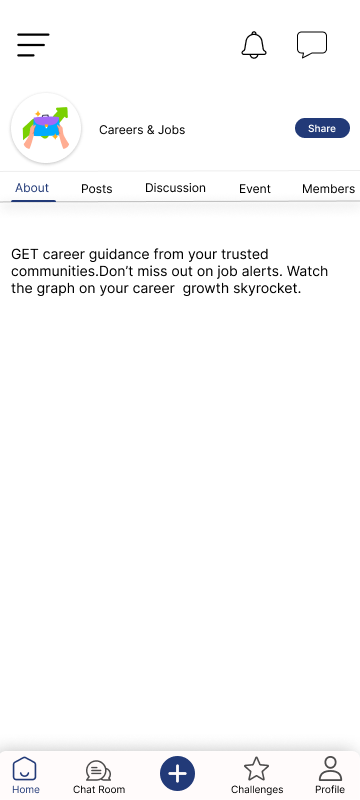 Careers & Jobs
Share
About Posts Discussion Event Members
GET career guidance from your trusted
communities.Don’t miss out on job alerts. Watch
the graph on your career  growth skyrocket.
Home Chat Room Challenges Profile